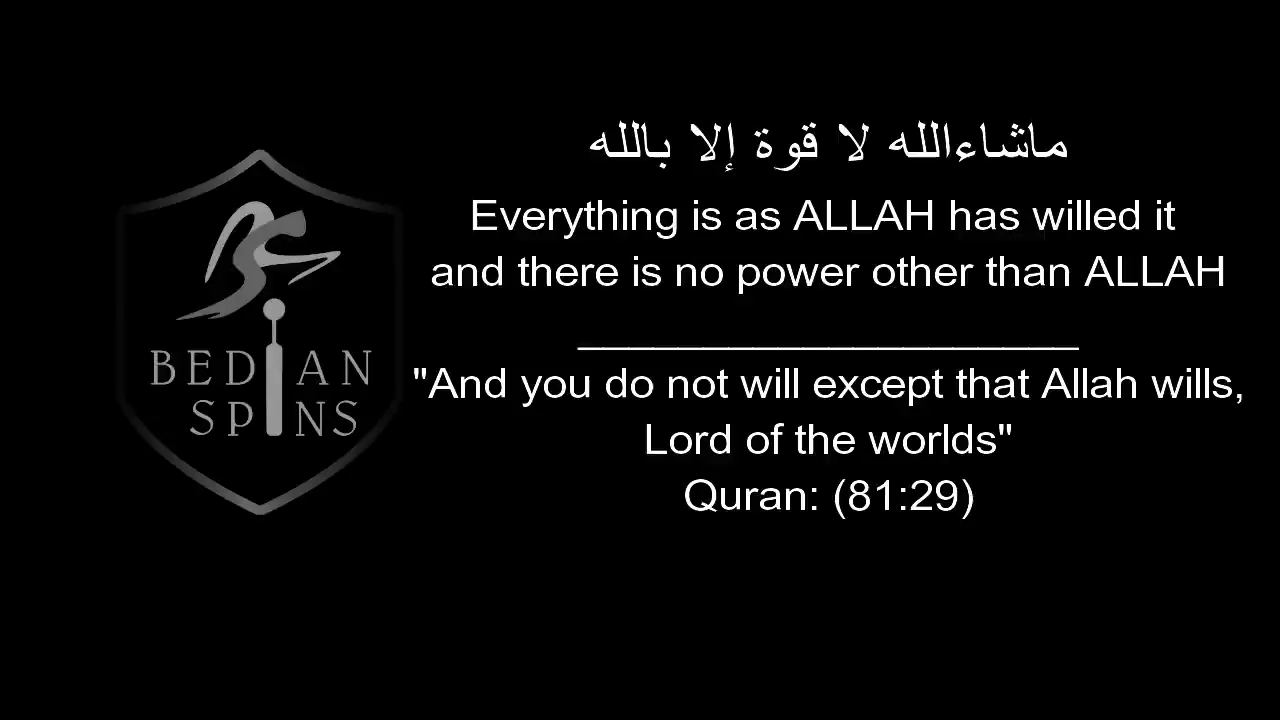 BEDIAN
SPINS
ماشاءالله لا قوة إلا بالله
Everything is as ALLAH has willed it
and there is no power other than ALLAH
"And you do not will except that Allah wills,
Lord of the worlds"
Quran: (81:29)